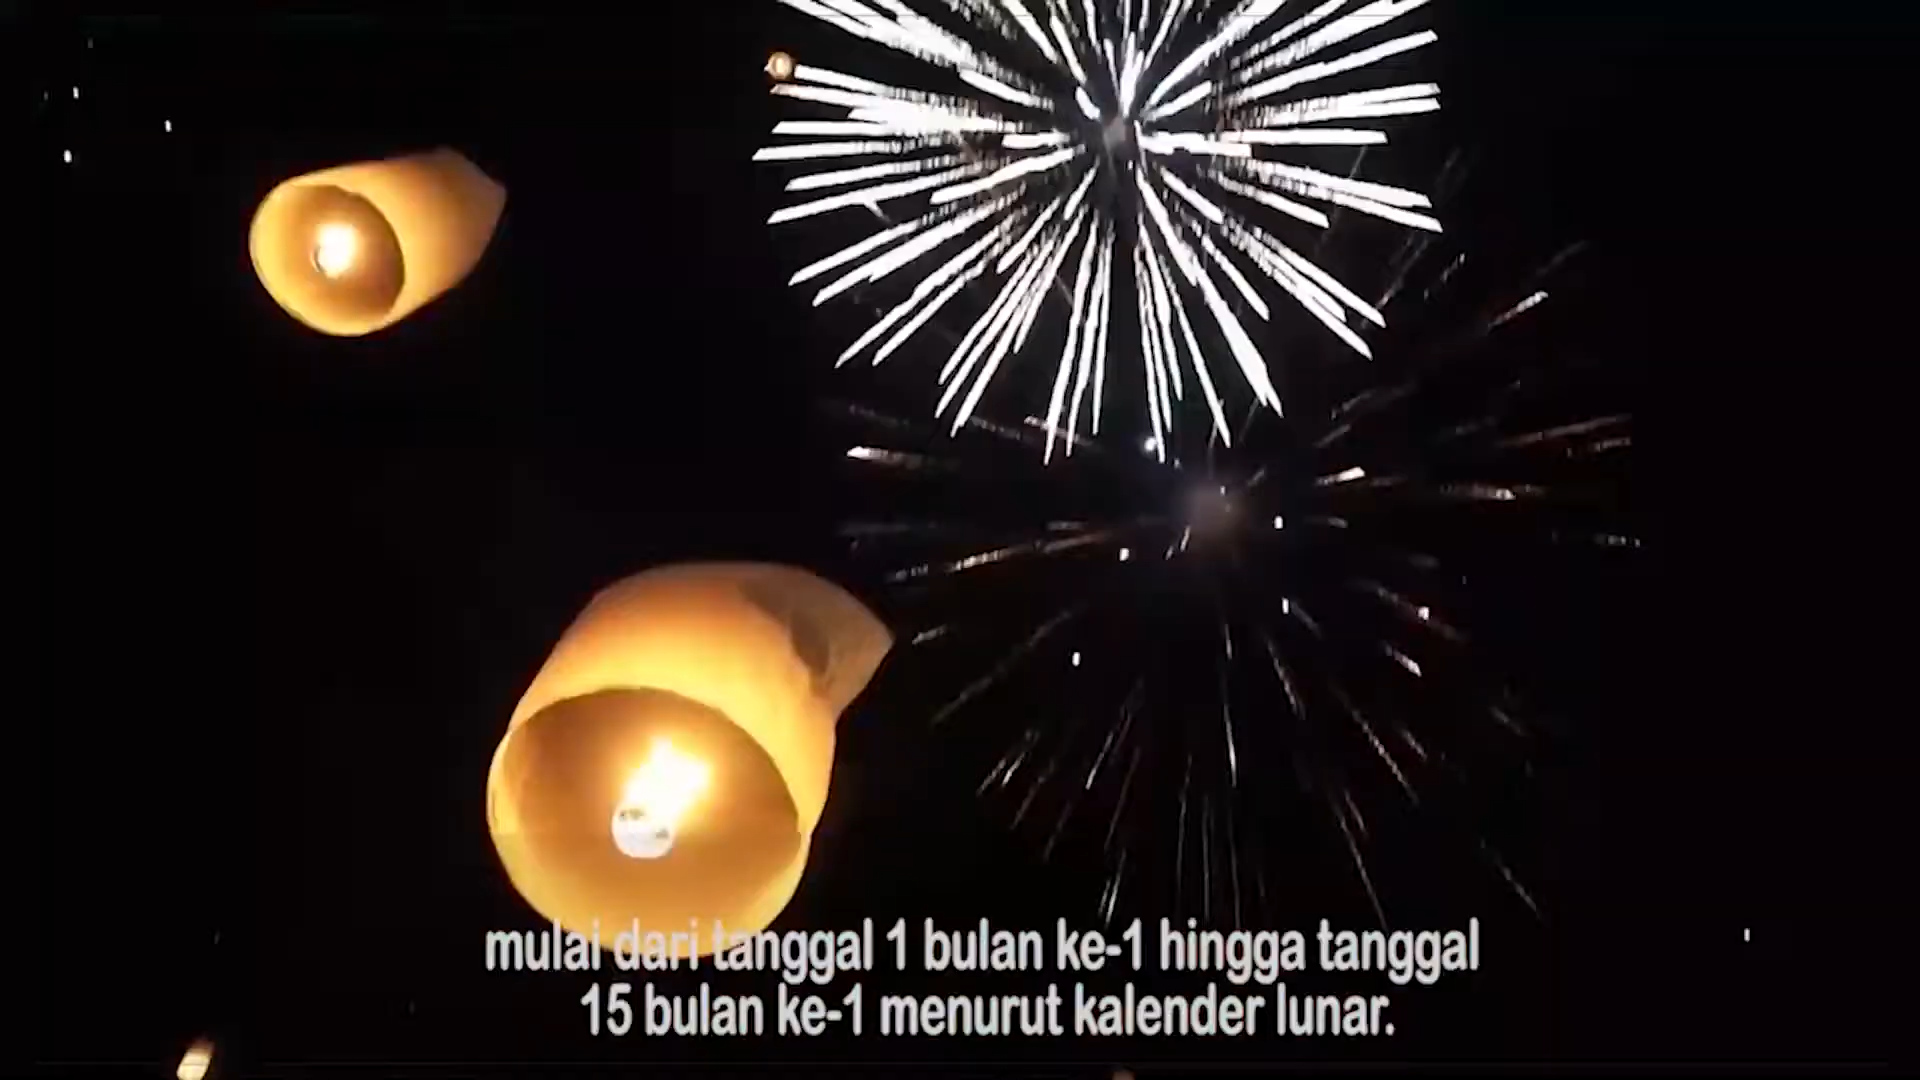 mulai dari tanggal 1 bulan ke-1 hingga tanggal
15 bulan ke-1 menurut kalender lunar.